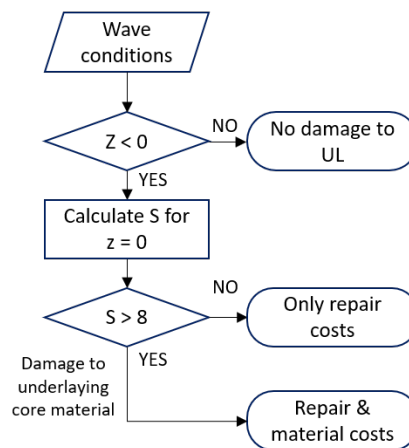 Wave
conditions
Z < 0
NO
No damage to
UL
YES
Calculate S for
z = 0
S > 8
NO
Only repair
costs
YES
Damage to
underlaying
core material
Repair &
material costs